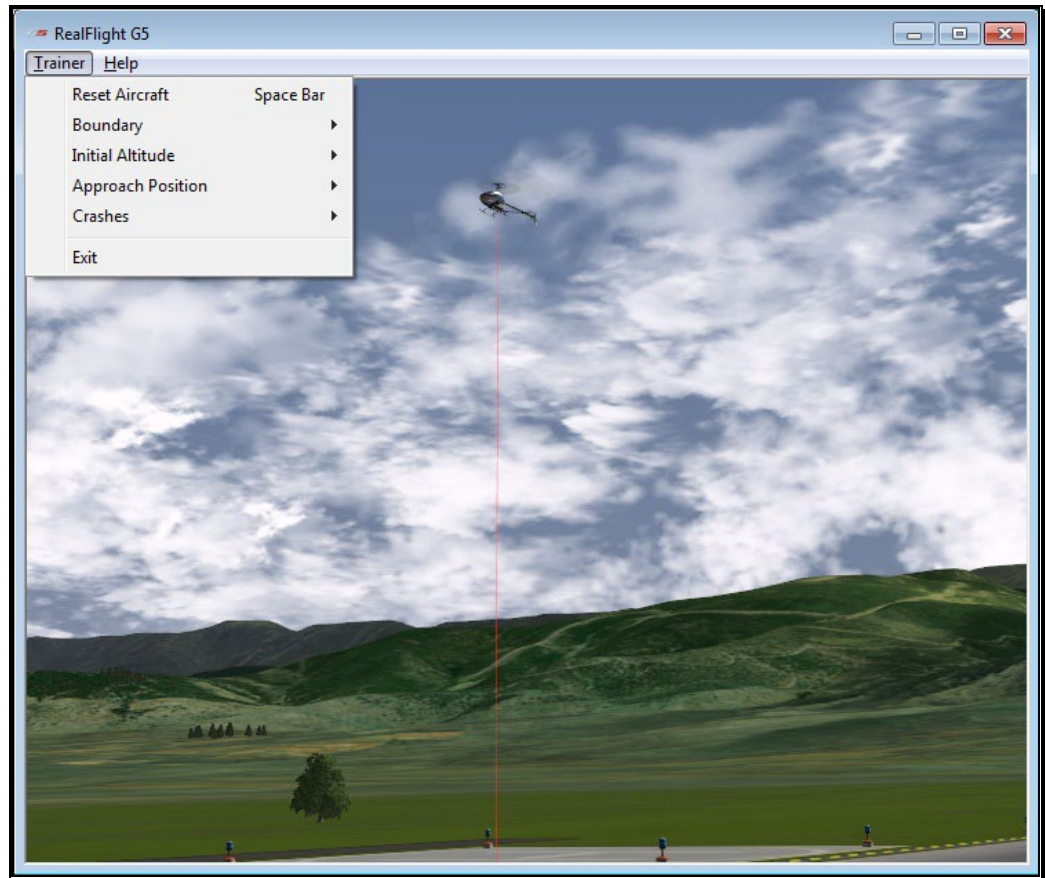 RealFlight G5
Trainer Help
Reset Aircraft Space Bar
Boundary
Initial Altitude
Approach Position
Crashes
Exit